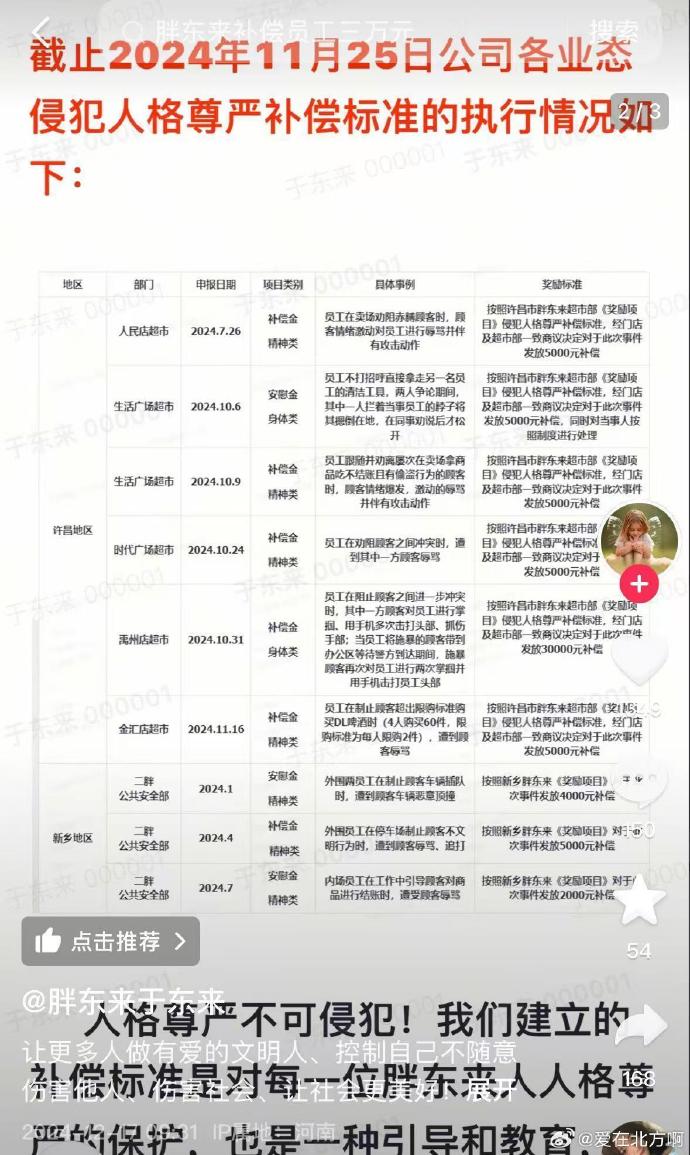 胖东来补偿员工三万元
搜索
截止2024年11月25日公司各业态
侵犯人格尊严补偿标准的执行情况如
下：
2/3
地区 部门 申报日期 项目类别 具体事例 奖励标准
许昌地区
人民店超市 2024.7.26
补偿金
精神类
员工在卖场劝阻赤膊顾客时，顾
客情绪激动对员工进行辱骂并伴
有攻击动作
按照许昌市胖东来超市部《奖励项
目》侵犯人格尊严补偿标准，经门店
及超市部一致商议决定对于此次事件
发放5000元补偿
生活广场超市 2024.10.6
安慰金
身体类
员工不打招呼直接拿走另一名员
工的清洁工具，两人争论期间，
其中一人拦着当事员工的脖子将
其摁倒在地，在同事劝说后才松
开
按照许昌市胖东来超市部《奖励项
目》侵犯人格尊严补偿标准，经门店
及超市部一致商议决定对于此次事件
发放5000元补偿，同时对当事人按
照制度进行处理
生活广场超市 2024.10.9
补偿金
精神类
员工跟随并劝离屡次在卖场拿商
品吃不结账且有偷盗行为的顾客
时，顾客情绪爆发，激动的辱骂
并伴有攻击动作
按照许昌市胖东来超市部《奖励项
目》侵犯人格尊严补偿标准，经门店
及超市部一致商议决定对于此次事件
发放5000元补偿
时代广场超市 2024.10.24
补偿金
精神类
员工在劝阻顾客之间冲突时，遭
到其中一方顾客辱骂
按照许昌市胖东来超市部《奖
目》侵犯人格尊严补偿标准，经
及超市部一致商议决定对于此次
发放5000元补偿
禹州店超市 2024.10.31
补偿金
身体类
员工在阻止顾客之间进一步冲突
时，其中一方顾客对员工进行掌
掴、用手机多次击打头部、抓伤
手部；当员工将施暴的顾客带到
办公区等待警方到达期间，施暴
顾客再次对员工进行两次掌掴并
用手机击打员工头部
按照许昌市胖东来超市部《奖励项
目》侵犯人格尊严补偿标准，经门店
及超市部一致商议决定对于此次事件
发放30000元补偿
金汇店超市 2024.11.16
补偿金
精神类
员工在制止顾客超出限购标准购
买DL啤酒时（4人购买60件，限
购标准为每人限购2件），遭到顾
客辱骂
按照许昌市胖东来超市部《奖励项
目》侵犯人格尊严补偿标准，经门店
及超市部一致商议决定对于此次事件
发放5000元补偿
新乡地区
二胖
公共安全部
2024.1
安慰金
精神类
外围两员工在制止顾客车辆插队
时，遭到顾客车辆恶意顶撞
按照新乡胖东来《奖励项目》
次事件发放4000元补偿
二胖
公共安全部
2024.4
补偿金
精神类
外围员工在停车场制止顾客不文
明行为时，遭到顾客辱骂、追打
按照新乡胖东来《奖励项目》对于
次事件发放5000元补偿
二胖
公共安全部
2024.7
安慰金
精神类
内场员工在工作中引导顾客对商
品进行结账时，遭受顾客辱骂
按照新乡胖东来《奖励项目》对于
次事件发放2000元补偿
150
54
168
点击推荐
@胖东来于东来
人格尊严不可侵犯！我们建立的
让更多人做有爱的文明人、控制自己不随意
补偿标准是对每一位胖东来人人格尊
伤害他人、伤害社会、让社会更美好！ 展开
2024-12-17 09:31 IP属地：河南
严的保护，也是一种引导和教育，
@爱在北方啊
于东来 000001